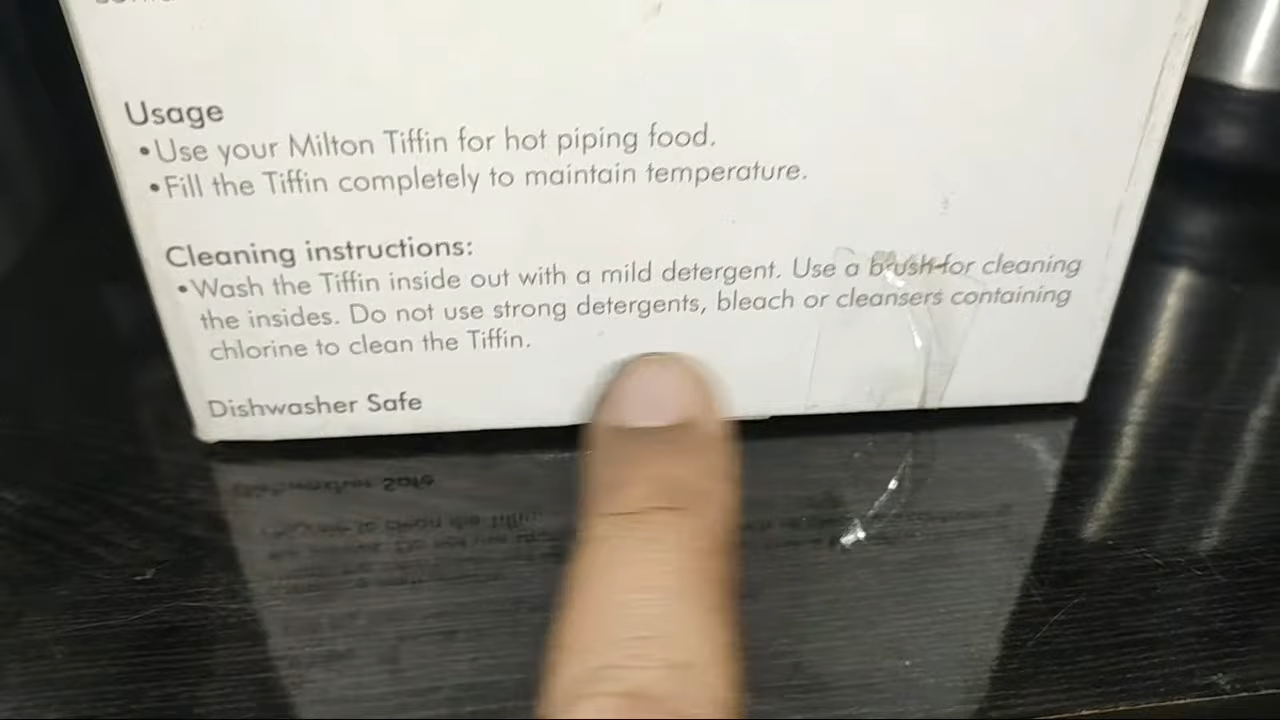 Usage
•Use your Milton Tiffin for hot piping food.
•Fill the Tiffin completely to maintain temperature.
Cleaning instructions:
•Wash the Tiffin inside out with a mild detergent. Use a brush for cleaning
the insides. Do not use strong detergents, bleach or cleansers containing
chlorine to clean the Tiffin.
Dishwasher Safe